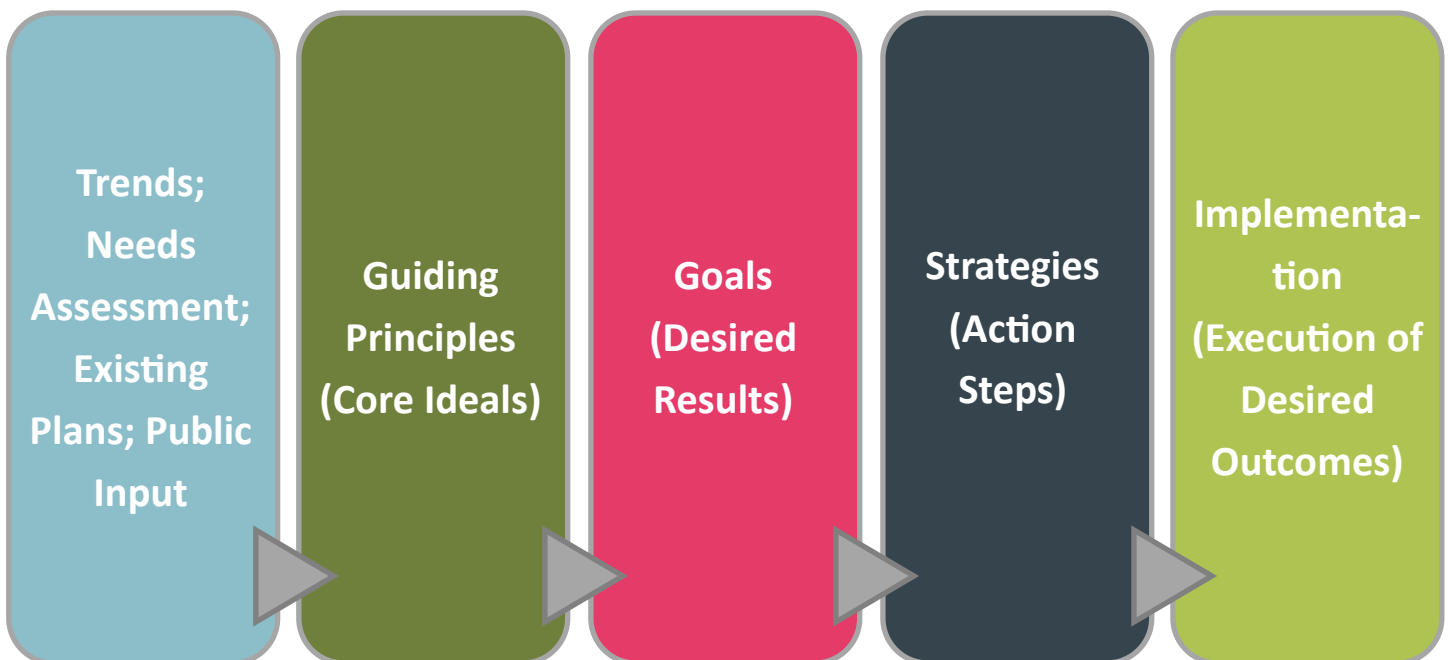 Trends;
Needs
Assessment;
Existing
Plans; Public
Input
Guiding
Principles
(Core Ideals)
Goals
(Desired
Results)
Strategies
(Action
Steps)
Implementa-
tion
(Execution of
Desired
Outcomes)